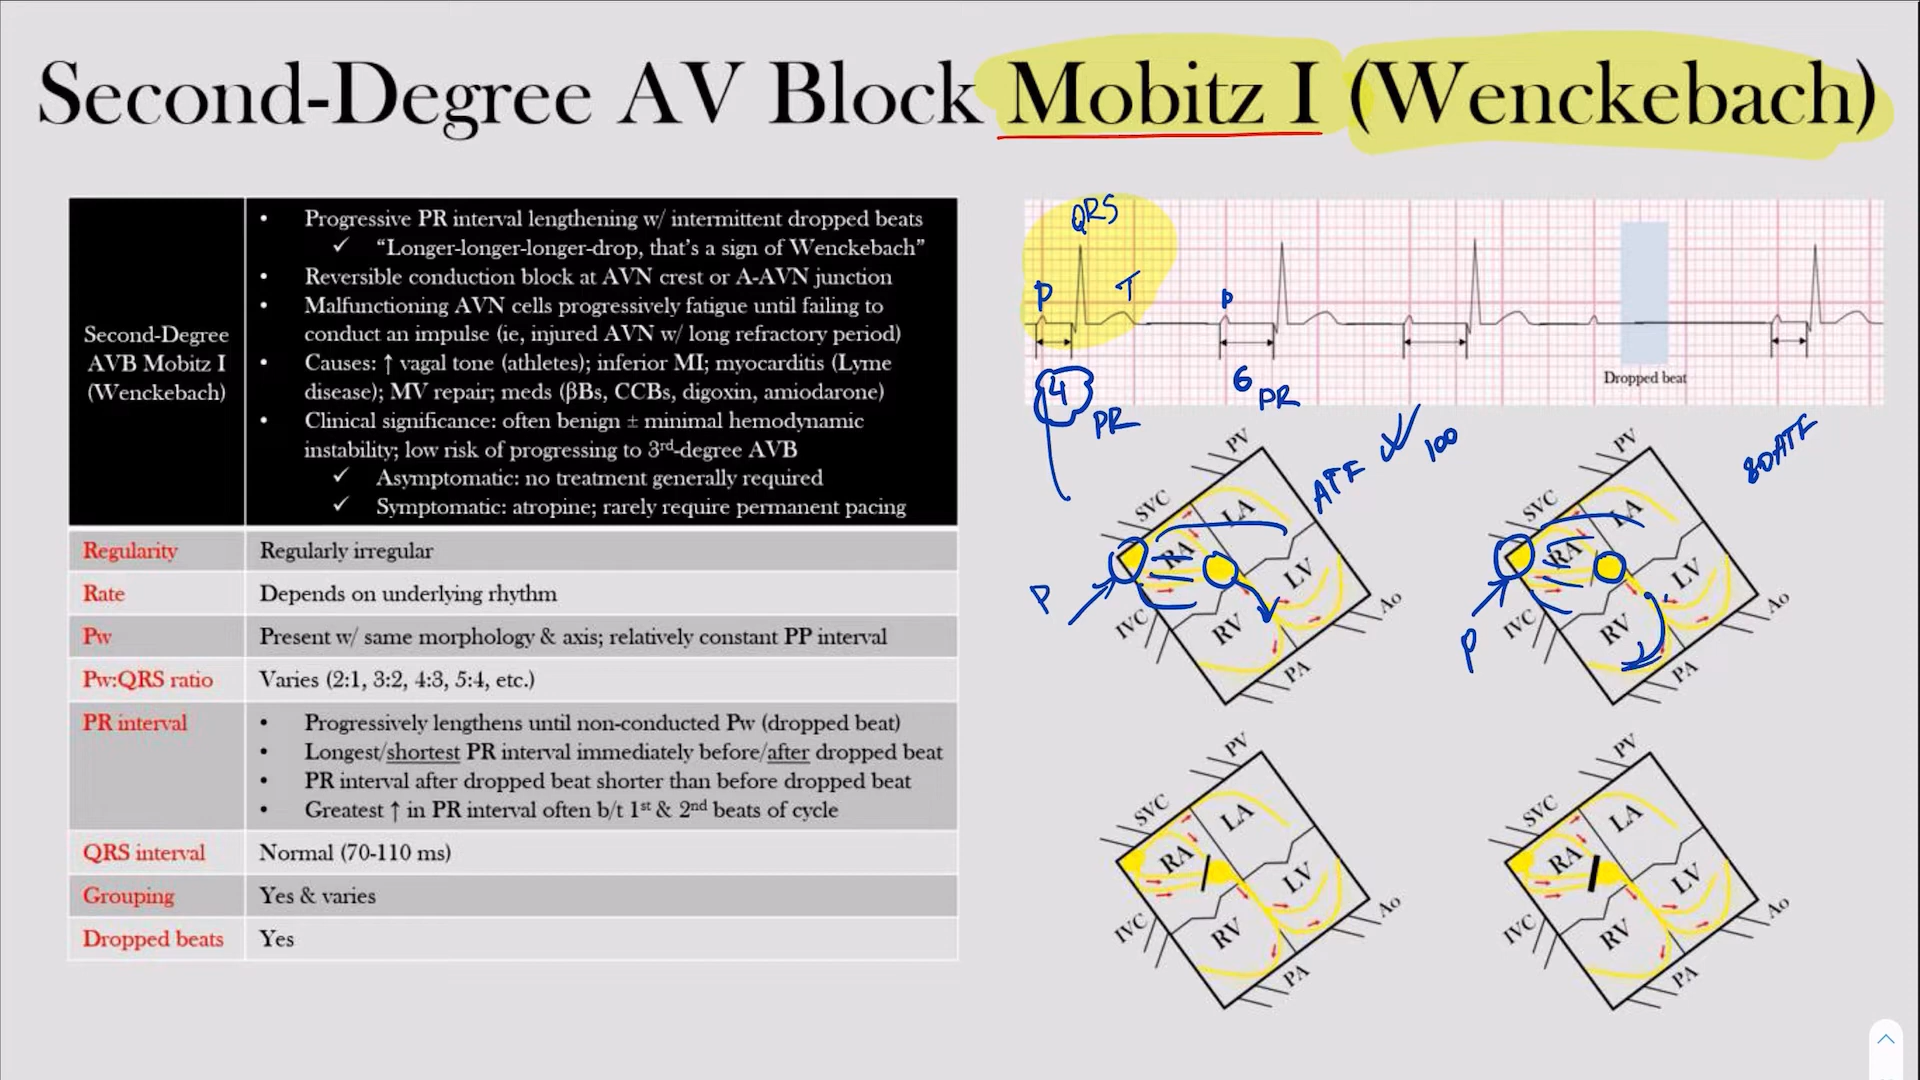 Second-Degree AV Block Mobitz I (Wenckebach)
Second-Degree
AVB Mobitz I
(Wenckebach)
• Progressive PR interval lengthening w/ intermittent dropped beats
✓ “Longer-longer-longer-drop, that’s a sign of Wenckebach”
• Reversible conduction block at AVN crest or A-AVN junction
• Malfunctioning AVN cells progressively fatigue until failing to
conduct an impulse (ie, injured AVN w/ long refractory period)
• Causes: ↑ vagal tone (athletes); inferior MI; myocarditis (Lyme
disease); MV repair; meds (βBs, CCBs, digoxin, amiodarone)
• Clinical significance: often benign ± minimal hemodynamic
instability; low risk of progressing to 3rd-degree AVB
✓ Asymptomatic: no treatment generally required
✓ Symptomatic: atropine; rarely require permanent pacing
Regularity Regularly irregular
Rate Depends on underlying rhythm
Pw Present w/ same morphology & axis; relatively constant PP interval
Pw:QRS ratio Varies (2:1, 3:2, 4:3, 5:4, etc.)
PR interval
• Progressively lengthens until non-conducted Pw (dropped beat)
• Longest/shortest PR interval immediately before/after dropped beat
• PR interval after dropped beat shorter than before dropped beat
• Greatest ↑ in PR interval often b/t 1st & 2nd beats of cycle
QRS interval Normal (70-110 ms)
Grouping Yes & varies
Dropped beats Yes
QRS
P T P
Dropped beat
4 PR 6 PR
100
PV
SVC
LA
RA
LV
IVC
RV
Ao
PA
P
PV
SVC
LA
RA
LV
IVC
RV
Ao
PA
P
PV
SVC
LA
RA
LV
IVC
RV
Ao
PA
PV
SVC
LA
RA
LV
IVC
RV
Ao
PA